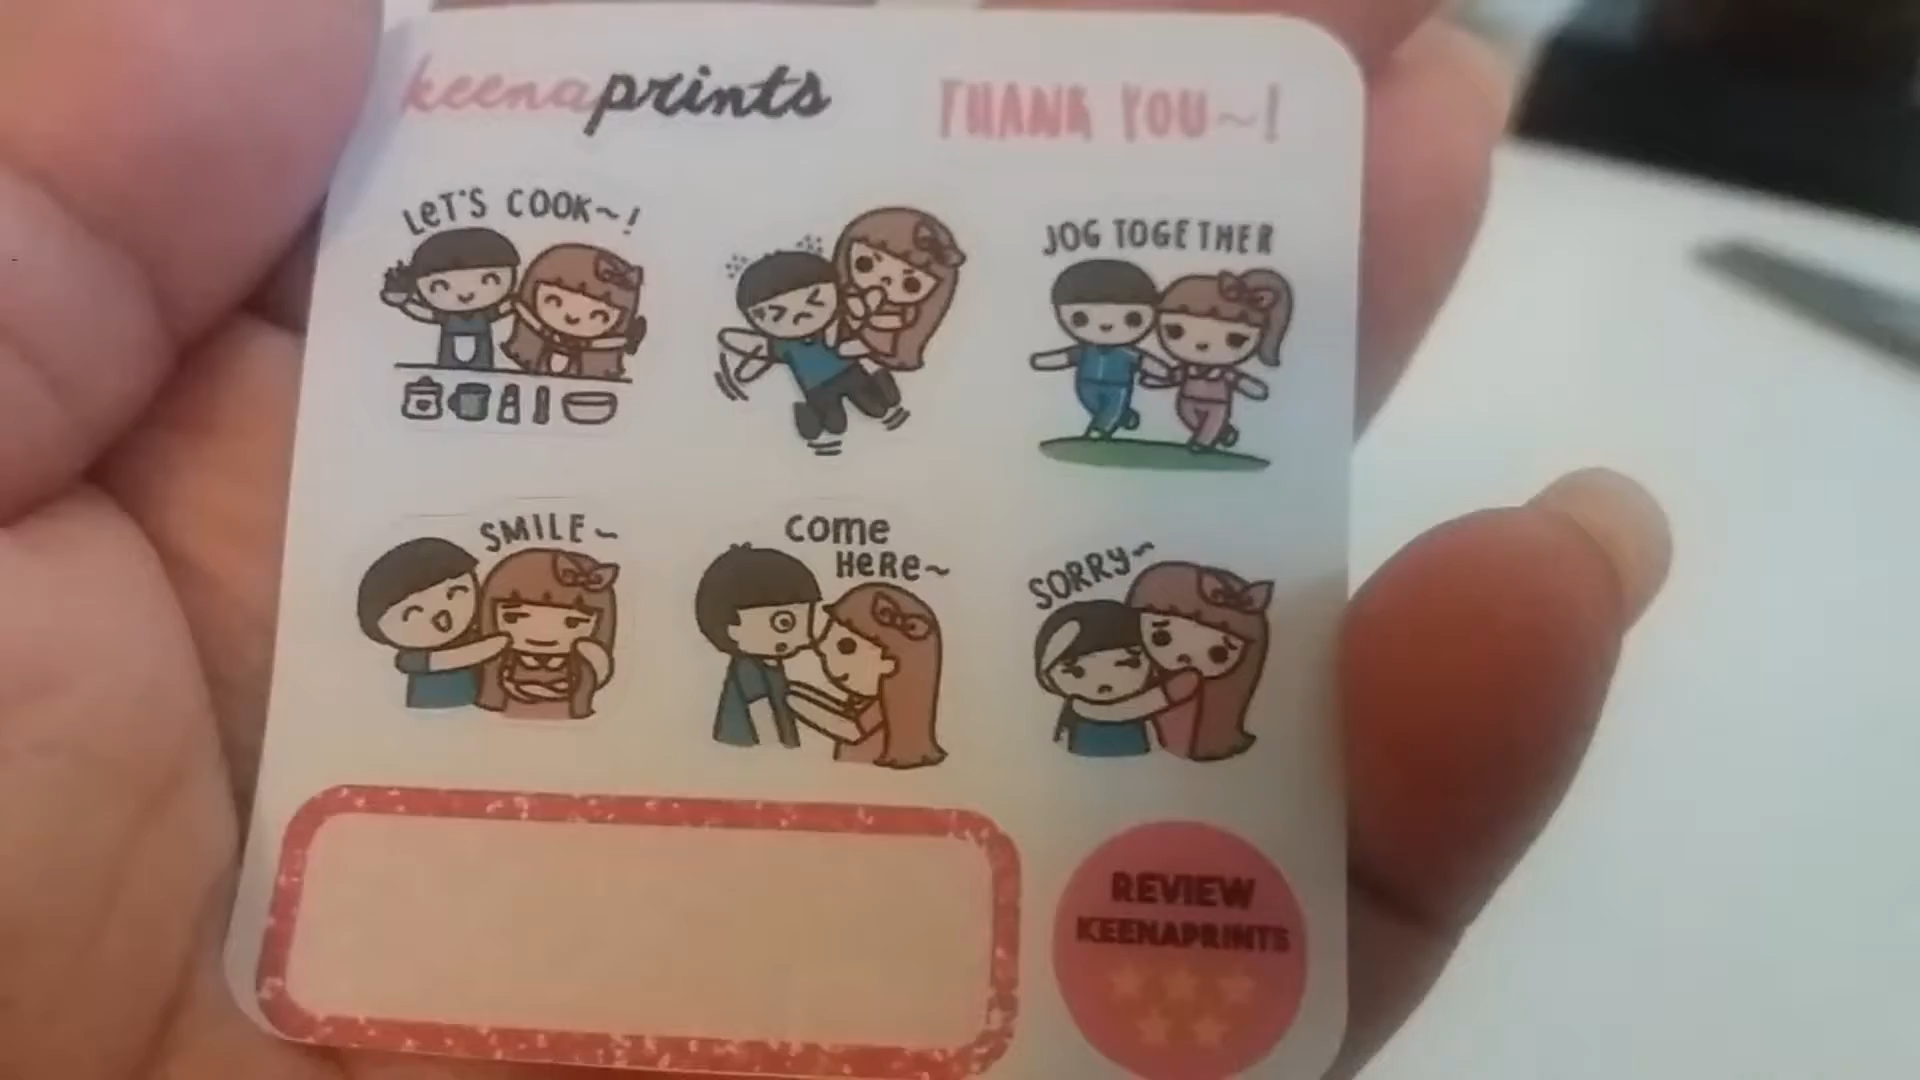 keenaprints
THANK YOU~!
LeT'S COOK~!
JOG TOGETHER
SMILE~
COMe
HeRe~
SORRY~
REVIEW
KEENAPRINTS